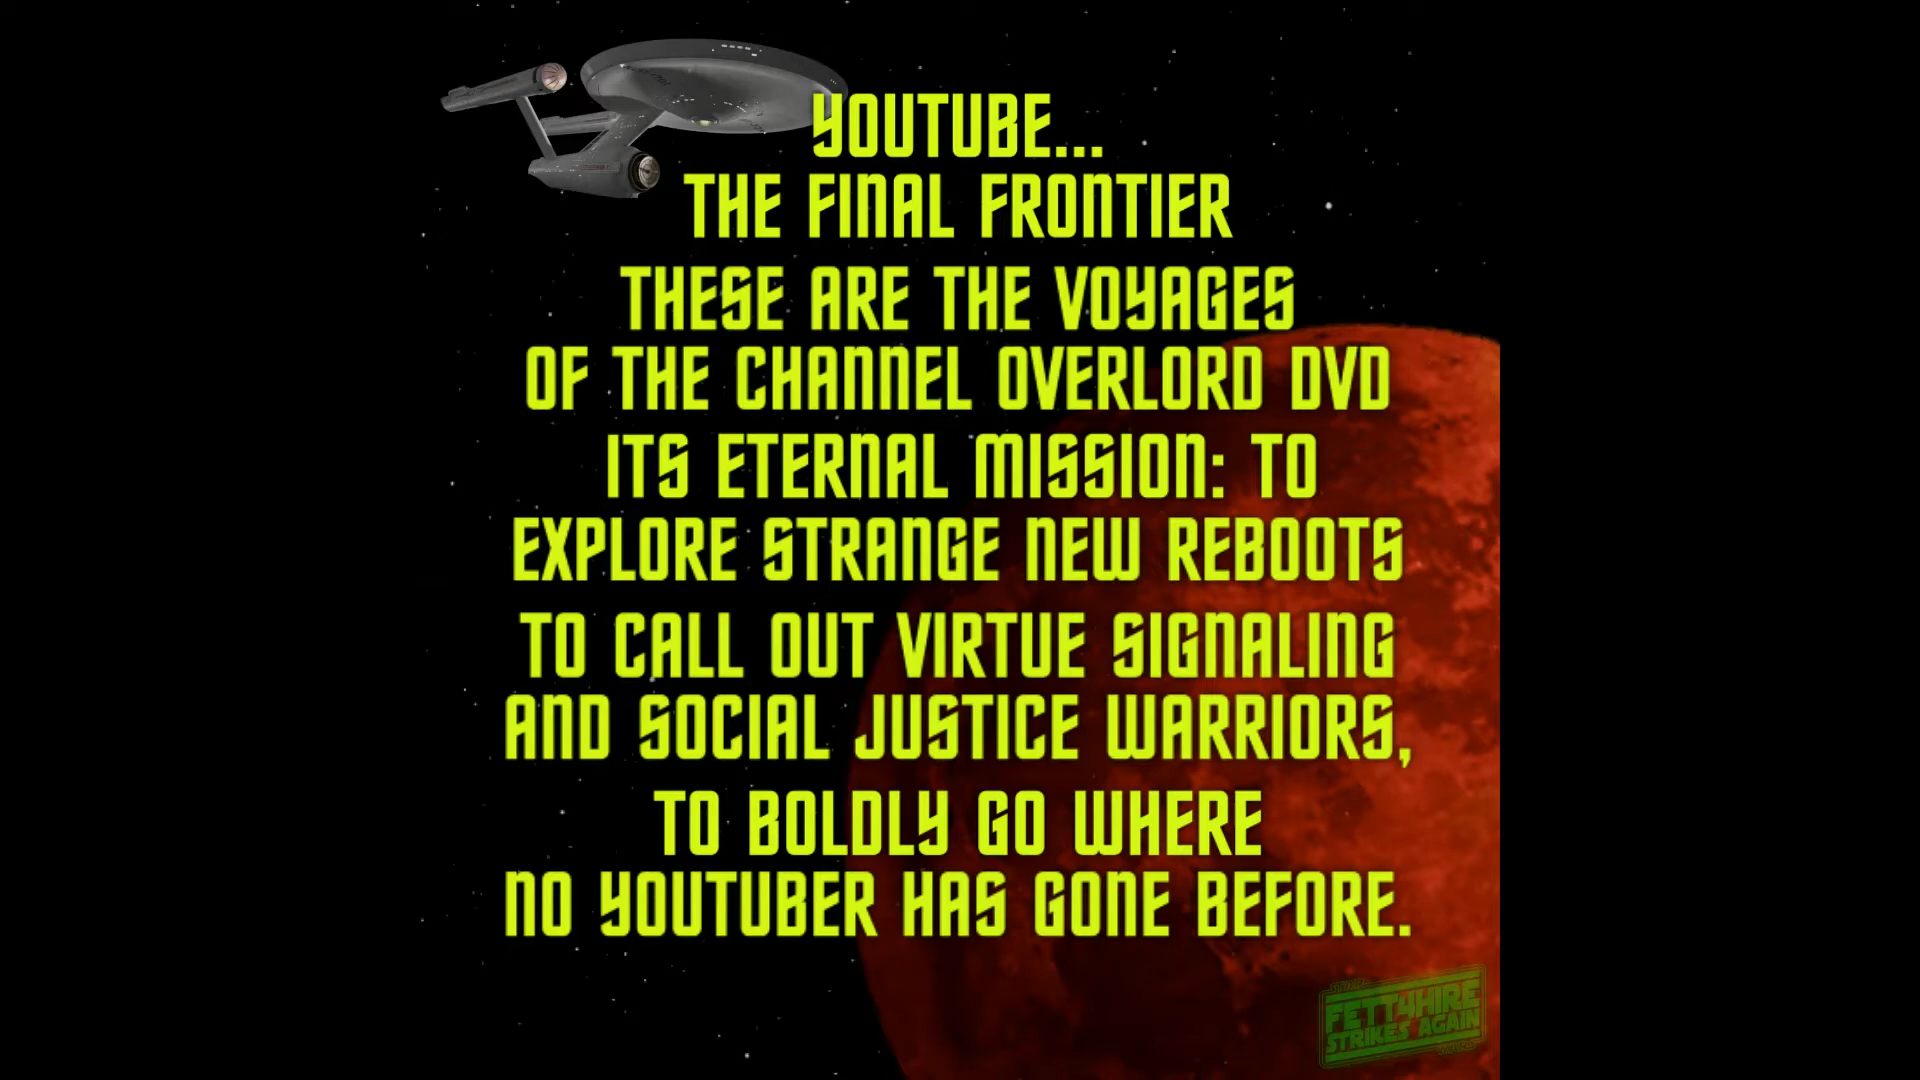 YOUTUBE...
THE FINAL FRONTIER
THESE ARE THE VOYAGES
OF THE CHANNEL OVERLORD DVD
ITS ETERNAL MISSION: TO
EXPLORE STRANGE NEW REBOOTS
TO CALL OUT VIRTUE SIGNALING
AND SOCIAL JUSTICE WARRIORS,
TO BOLDLY GO WHERE
NO YOUTUBER HAS GONE BEFORE.
FETT4HIRE
STRIKES AGAIN